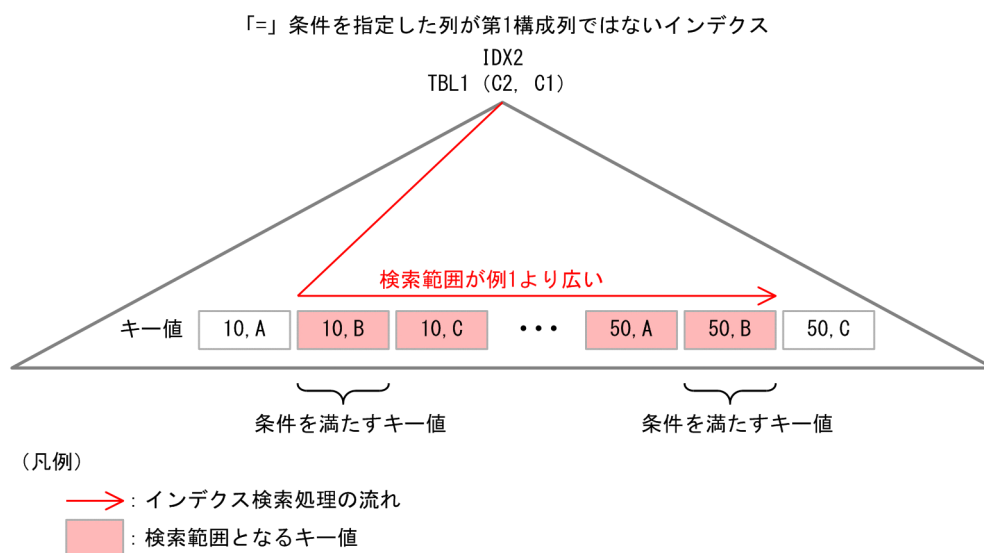 「=」条件を指定した列が第1構成列ではないインデクス
IDX2
TBL1 (C2, C1)
検索範囲が例1より広い
キー値 10, A 10, B 10, C ••• 50, A 50, B 50, C
条件を満たすキー値 条件を満たすキー値
(凡例)
: インデクス検索処理の流れ
: 検索範囲となるキー値